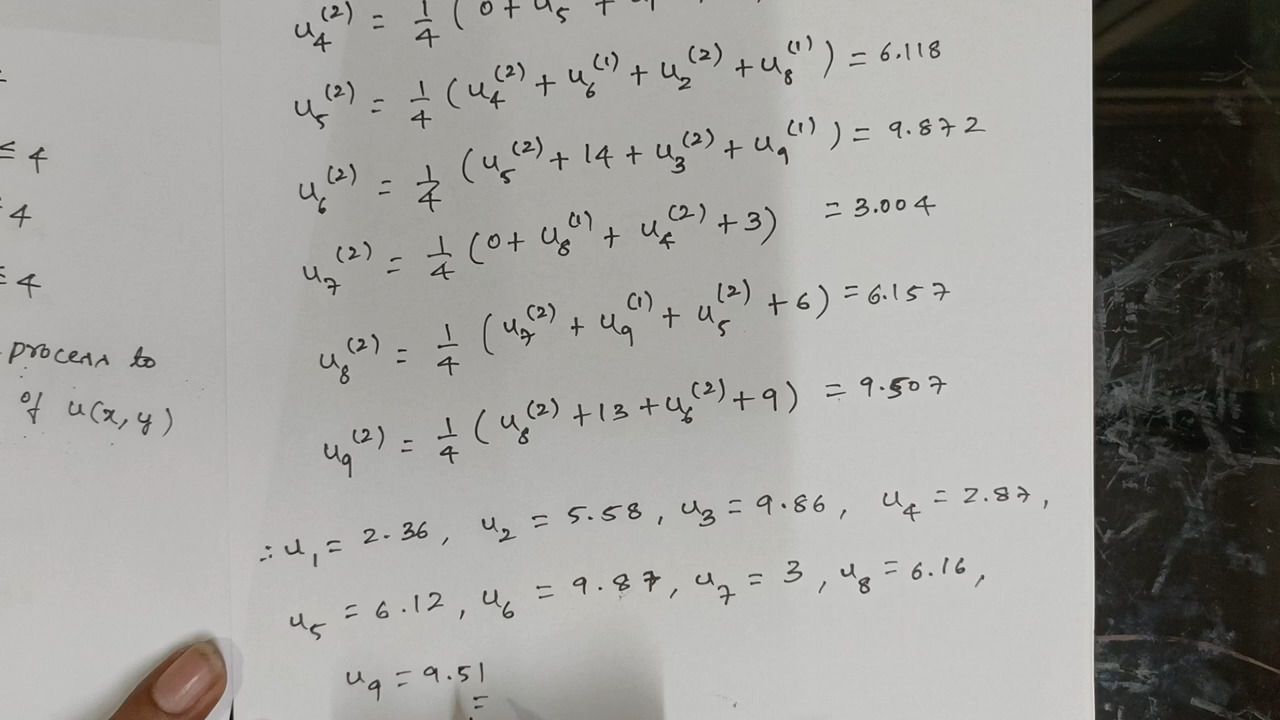 u₄⁽²⁾ = 1/4 ( 0 + u₅
≤ 4
u₅⁽²⁾ = 1/4 ( u₄⁽²⁾ + u₆⁽¹⁾ + u₂⁽²⁾ + u₈⁽¹⁾ ) = 6.118
4
u₆⁽²⁾ = 1/4 ( u₅⁽²⁾ + 14 + u₃⁽²⁾ + u₉⁽¹⁾ ) = 9.872
≤ 4
u₇⁽²⁾ = 1/4 ( 0 + u₈⁽¹⁾ + u₄⁽²⁾ + 3 ) = 3.004
process to
u₈⁽²⁾ = 1/4 ( u₇⁽²⁾ + u₉⁽¹⁾ + u₅⁽²⁾ + 6 ) = 6.157
of u(x, y)
u₉⁽²⁾ = 1/4 ( u₈⁽²⁾ + 13 + u₆⁽²⁾ + 9 ) = 9.507
∴ u₁ = 2.36, u₂ = 5.58, u₃ = 9.86, u₄ = 2.87,
u₅ = 6.12, u₆ = 9.87, u₇ = 3, u₈ = 6.16,
u₉ = 9.51